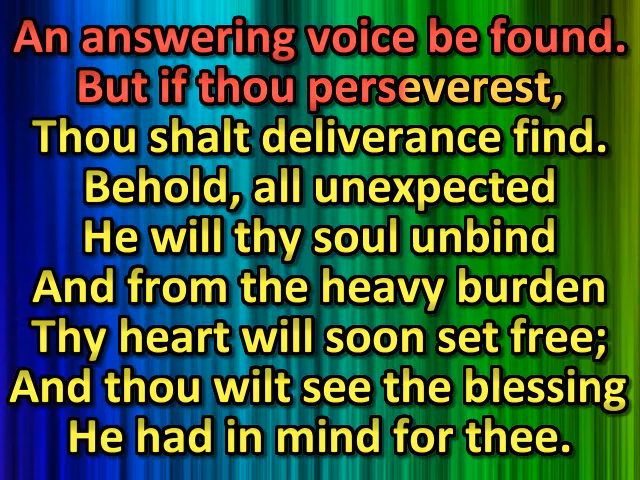 An answering voice be found.
But if thou perseverest,
Thou shalt deliverance find.
Behold, all unexpected
He will thy soul unbind
And from the heavy burden
Thy heart will soon set free;
And thou wilt see the blessing
He had in mind for thee.